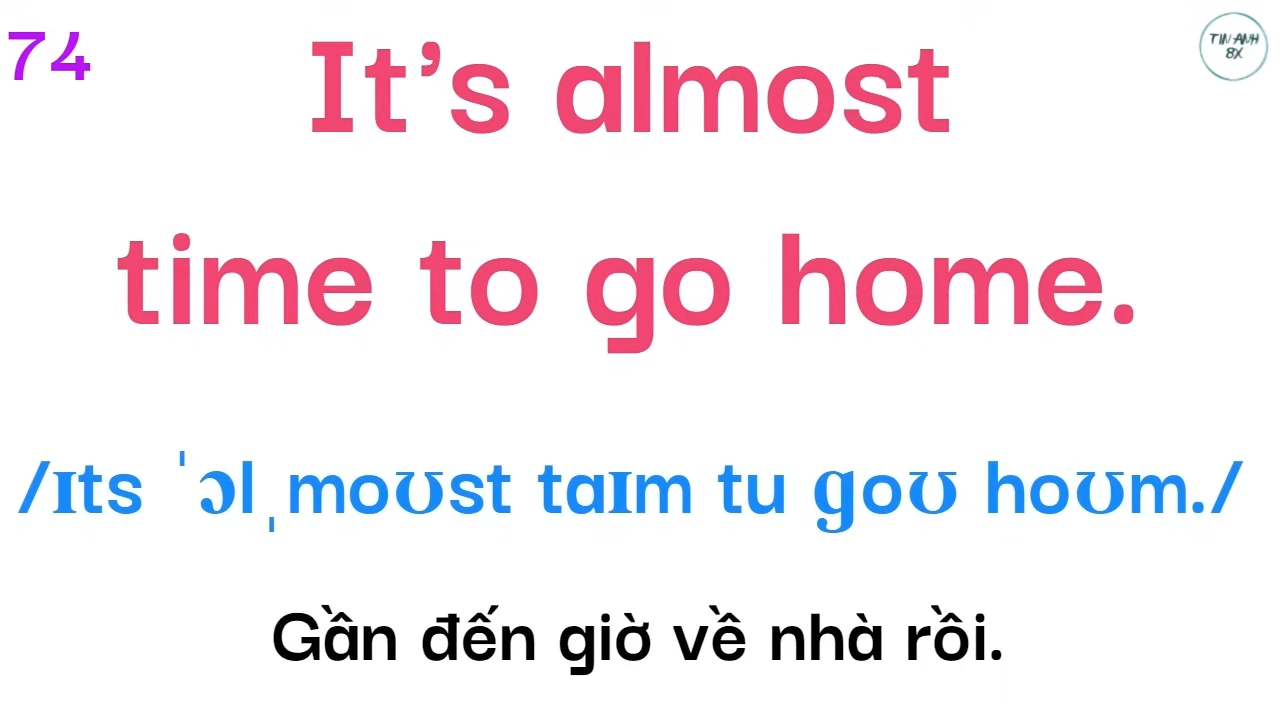 74
TIN ANH
8X
It's almost
time to go home.
/ɪts ˈɔlˌmoʊst taɪm tu ɡoʊ hoʊm./
Gần đến giờ về nhà rồi.